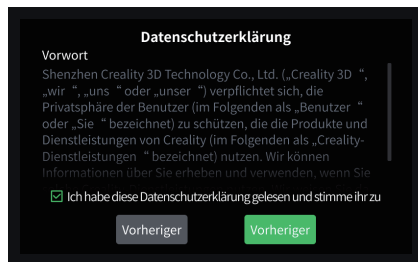 Datenschutzerklärung
Vorwort
Shenzhen Creality 3D Technology Co., Ltd. („Creality 3D “,
„wir “, „uns “ oder „unser “) verpflichtet sich, die
Privatsphäre der Benutzer (im Folgenden als „Benutzer “
oder „Sie “ bezeichnet) zu schützen, die die Produkte und
Dienstleistungen von Creality (im Folgenden als „Creality-
Dienstleistungen “ bezeichnet) nutzen. Wir können
Informationen über Sie erheben und verwenden, wenn Sie
Ich habe diese Datenschutzerklärung gelesen und stimme ihr zu
Vorheriger
Vorheriger